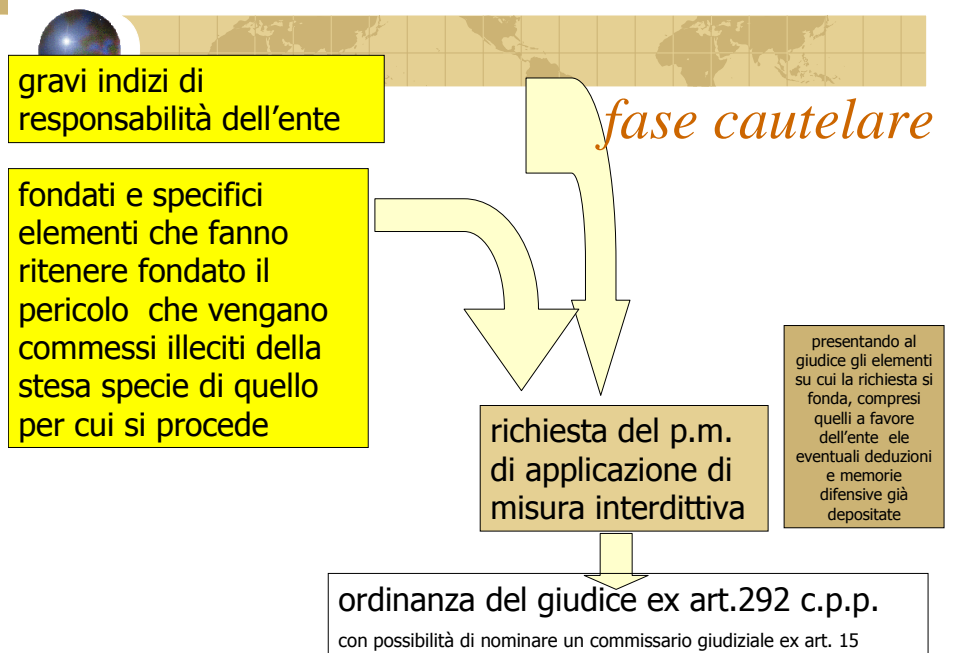 fase cautelare
gravi indizi di
responsabilità dell’ente
fondati e specifici
elementi che fanno
ritenere fondato il
pericolo che vengano
commessi illeciti della
stesa specie di quello
per cui si procede
richiesta del p.m.
di applicazione di
misura interdittiva
presentando al
giudice gli elementi
su cui la richiesta si
fonda, compresi
quelli a favore
dell’ente ele
eventuali deduzioni
e memorie
difensive già
depositate
ordinanza del giudice ex art.292 c.p.p.
con possibilità di nominare un commissario giudiziale ex art. 15